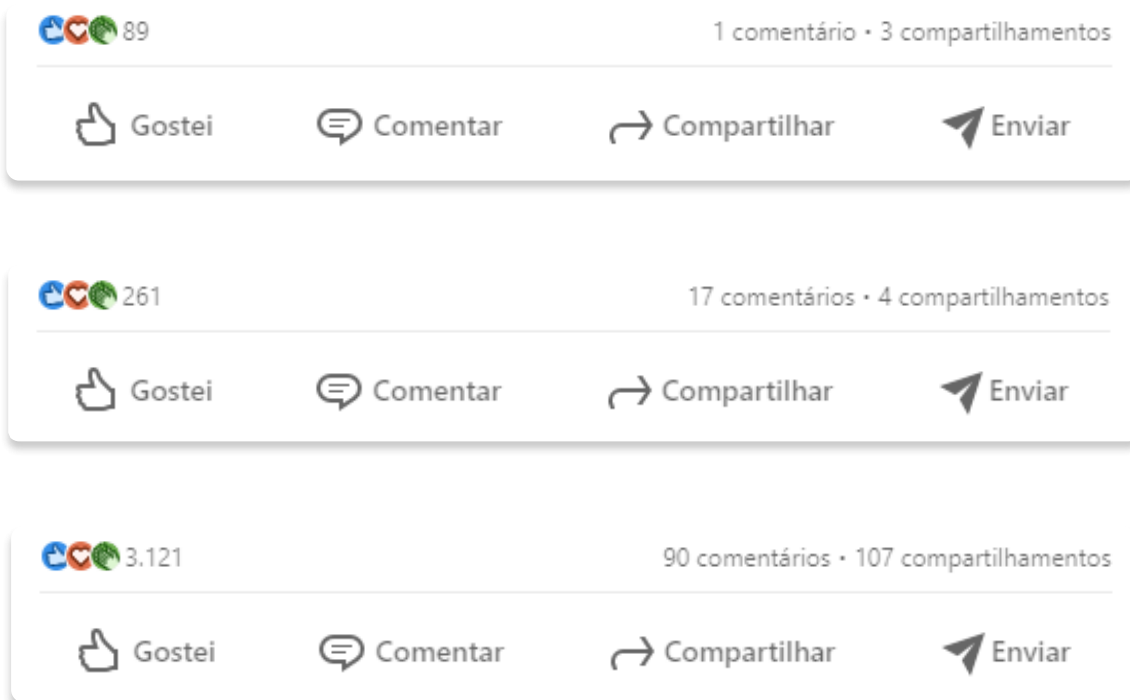 89 1 comentário • 3 compartilhamentos
Gostei Comentar Compartilhar Enviar
261 17 comentários • 4 compartilhamentos
Gostei Comentar Compartilhar Enviar
3.121 90 comentários • 107 compartilhamentos
Gostei Comentar Compartilhar Enviar